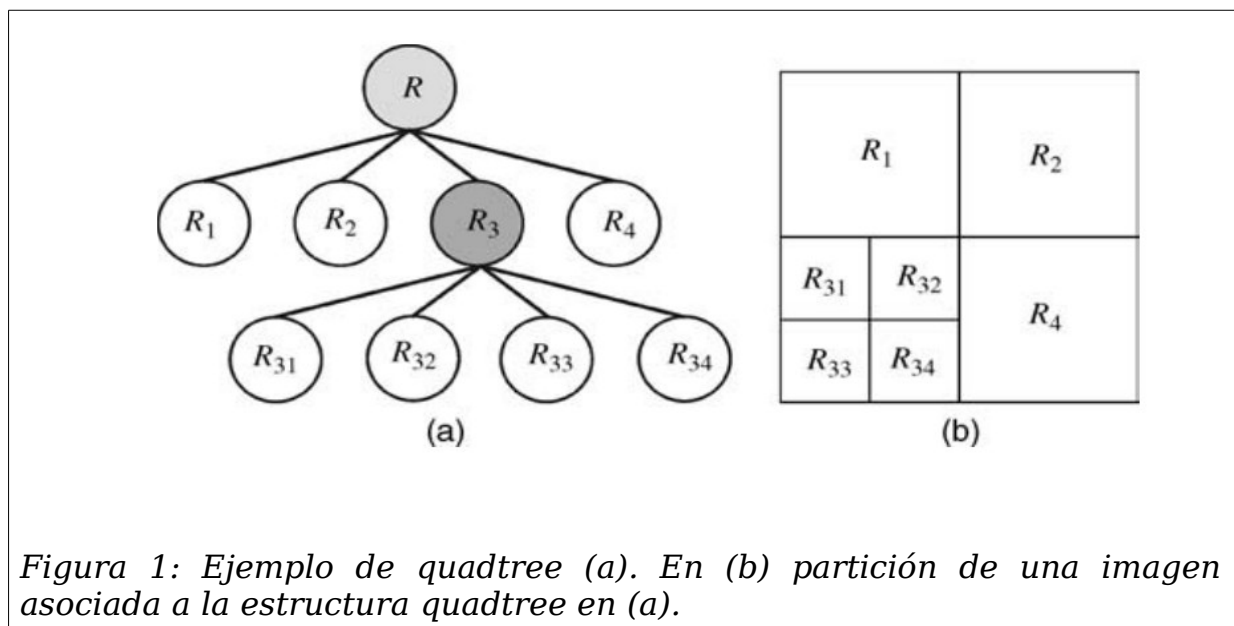 R
R1 R2 R3 R4
R31 R32 R33 R34
(a)
R1 R2
R31 R32
R4
R33 R34
(b)
Figura 1: Ejemplo de quadtree (a). En (b) partición de una imagen
asociada a la estructura quadtree en (a).